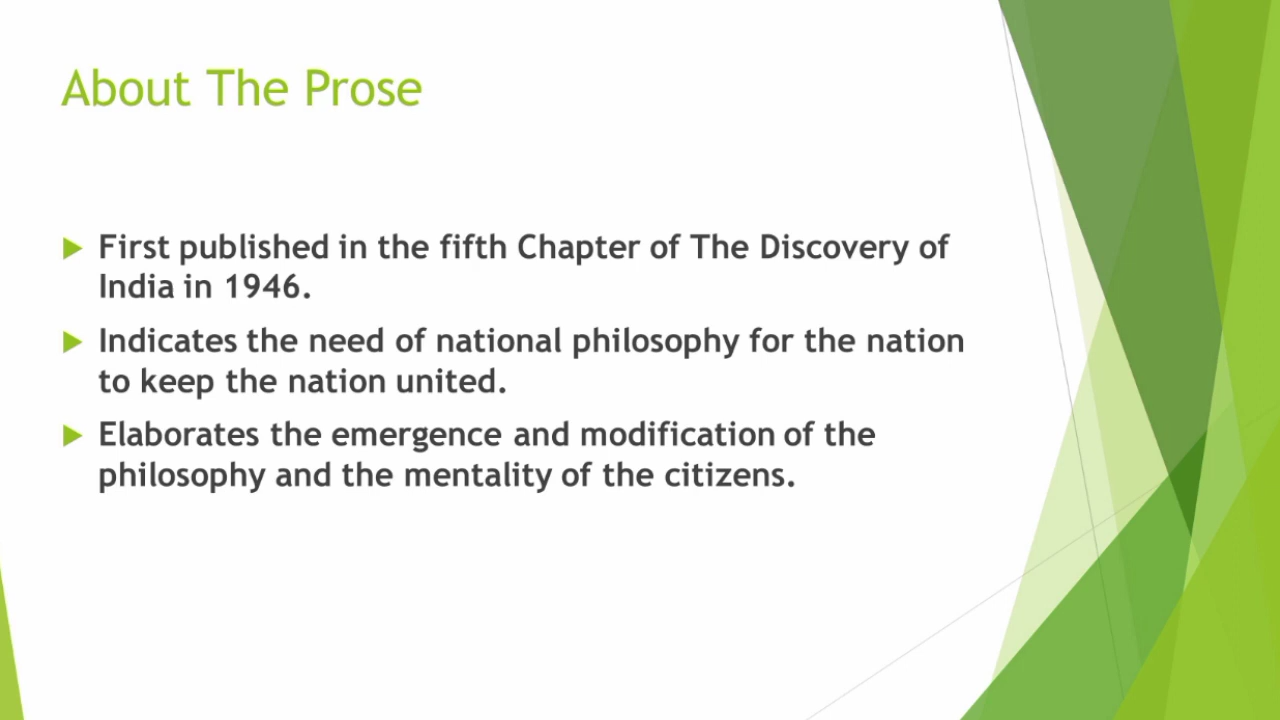 About The Prose
First published in the fifth Chapter of The Discovery of
India in 1946.
Indicates the need of national philosophy for the nation
to keep the nation united.
Elaborates the emergence and modification of the
philosophy and the mentality of the citizens.